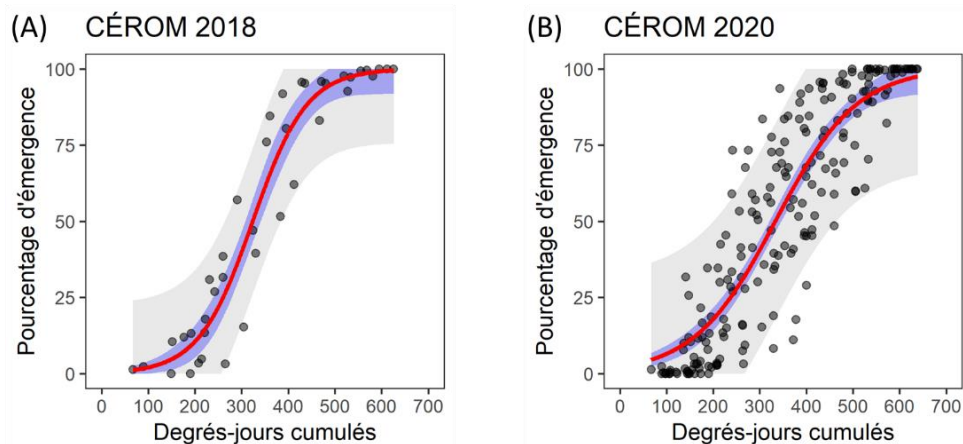 (A) CÉROM 2018
Pourcentage d'émergence
100
75
50
25
0
0 100 200 300 400 500 600 700
Degrés-jours cumulés
(B) CÉROM 2020
Pourcentage d'émergence
100
75
50
25
0
0 100 200 300 400 500 600 700
Degrés-jours cumulés